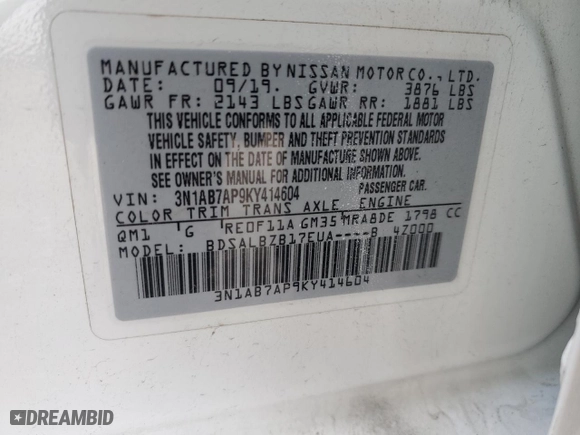 MANUFACTURED BY NISSAN MOTOR CO., LTD.
DATE: 09/19. GVWR: 3876 LBS
GAWR FR: 2143 LBS GAWR RR: 1881 LBS
THIS VEHICLE CONFORMS TO ALL APPLICABLE FEDERAL MOTOR
VEHICLE SAFETY, BUMPER AND THEFT PREVENTION STANDARDS
IN EFFECT ON THE DATE OF MANUFACTURE SHOWN ABOVE.
SEE OWNER'S MANUAL FOR ADDITIONAL INFORMATION.
VIN: 3N1AB7AP9KY414604 PASSENGER CAR.
COLOR TRIM TRANS AXLE ENGINE
QM1 G RE0F11A GM35 MRA8DE 1798 CC
MODEL: BDSALBZB17EUA----B 4Z000
3N1AB7AP9KY414604
DREAMBID